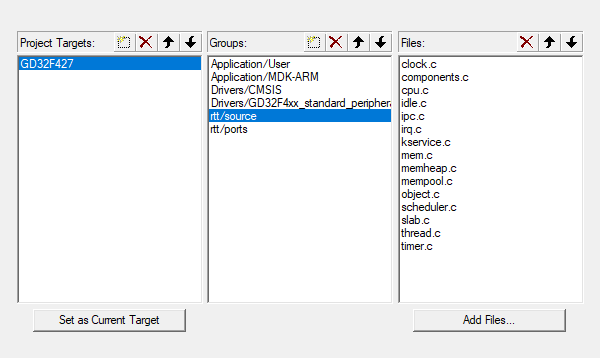 Project Targets:
Groups:
Files:
GD32F427
Application/User
Application/MDK-ARM
Drivers/CMSIS
Drivers/GD32F4xx_standard_periphera
rtt/source
rtt/ports
clock.c
components.c
cpu.c
idle.c
ipc.c
irq.c
kservice.c
mem.c
memheap.c
mempool.c
object.c
scheduler.c
slab.c
thread.c
timer.c
Set as Current Target
Add Files...